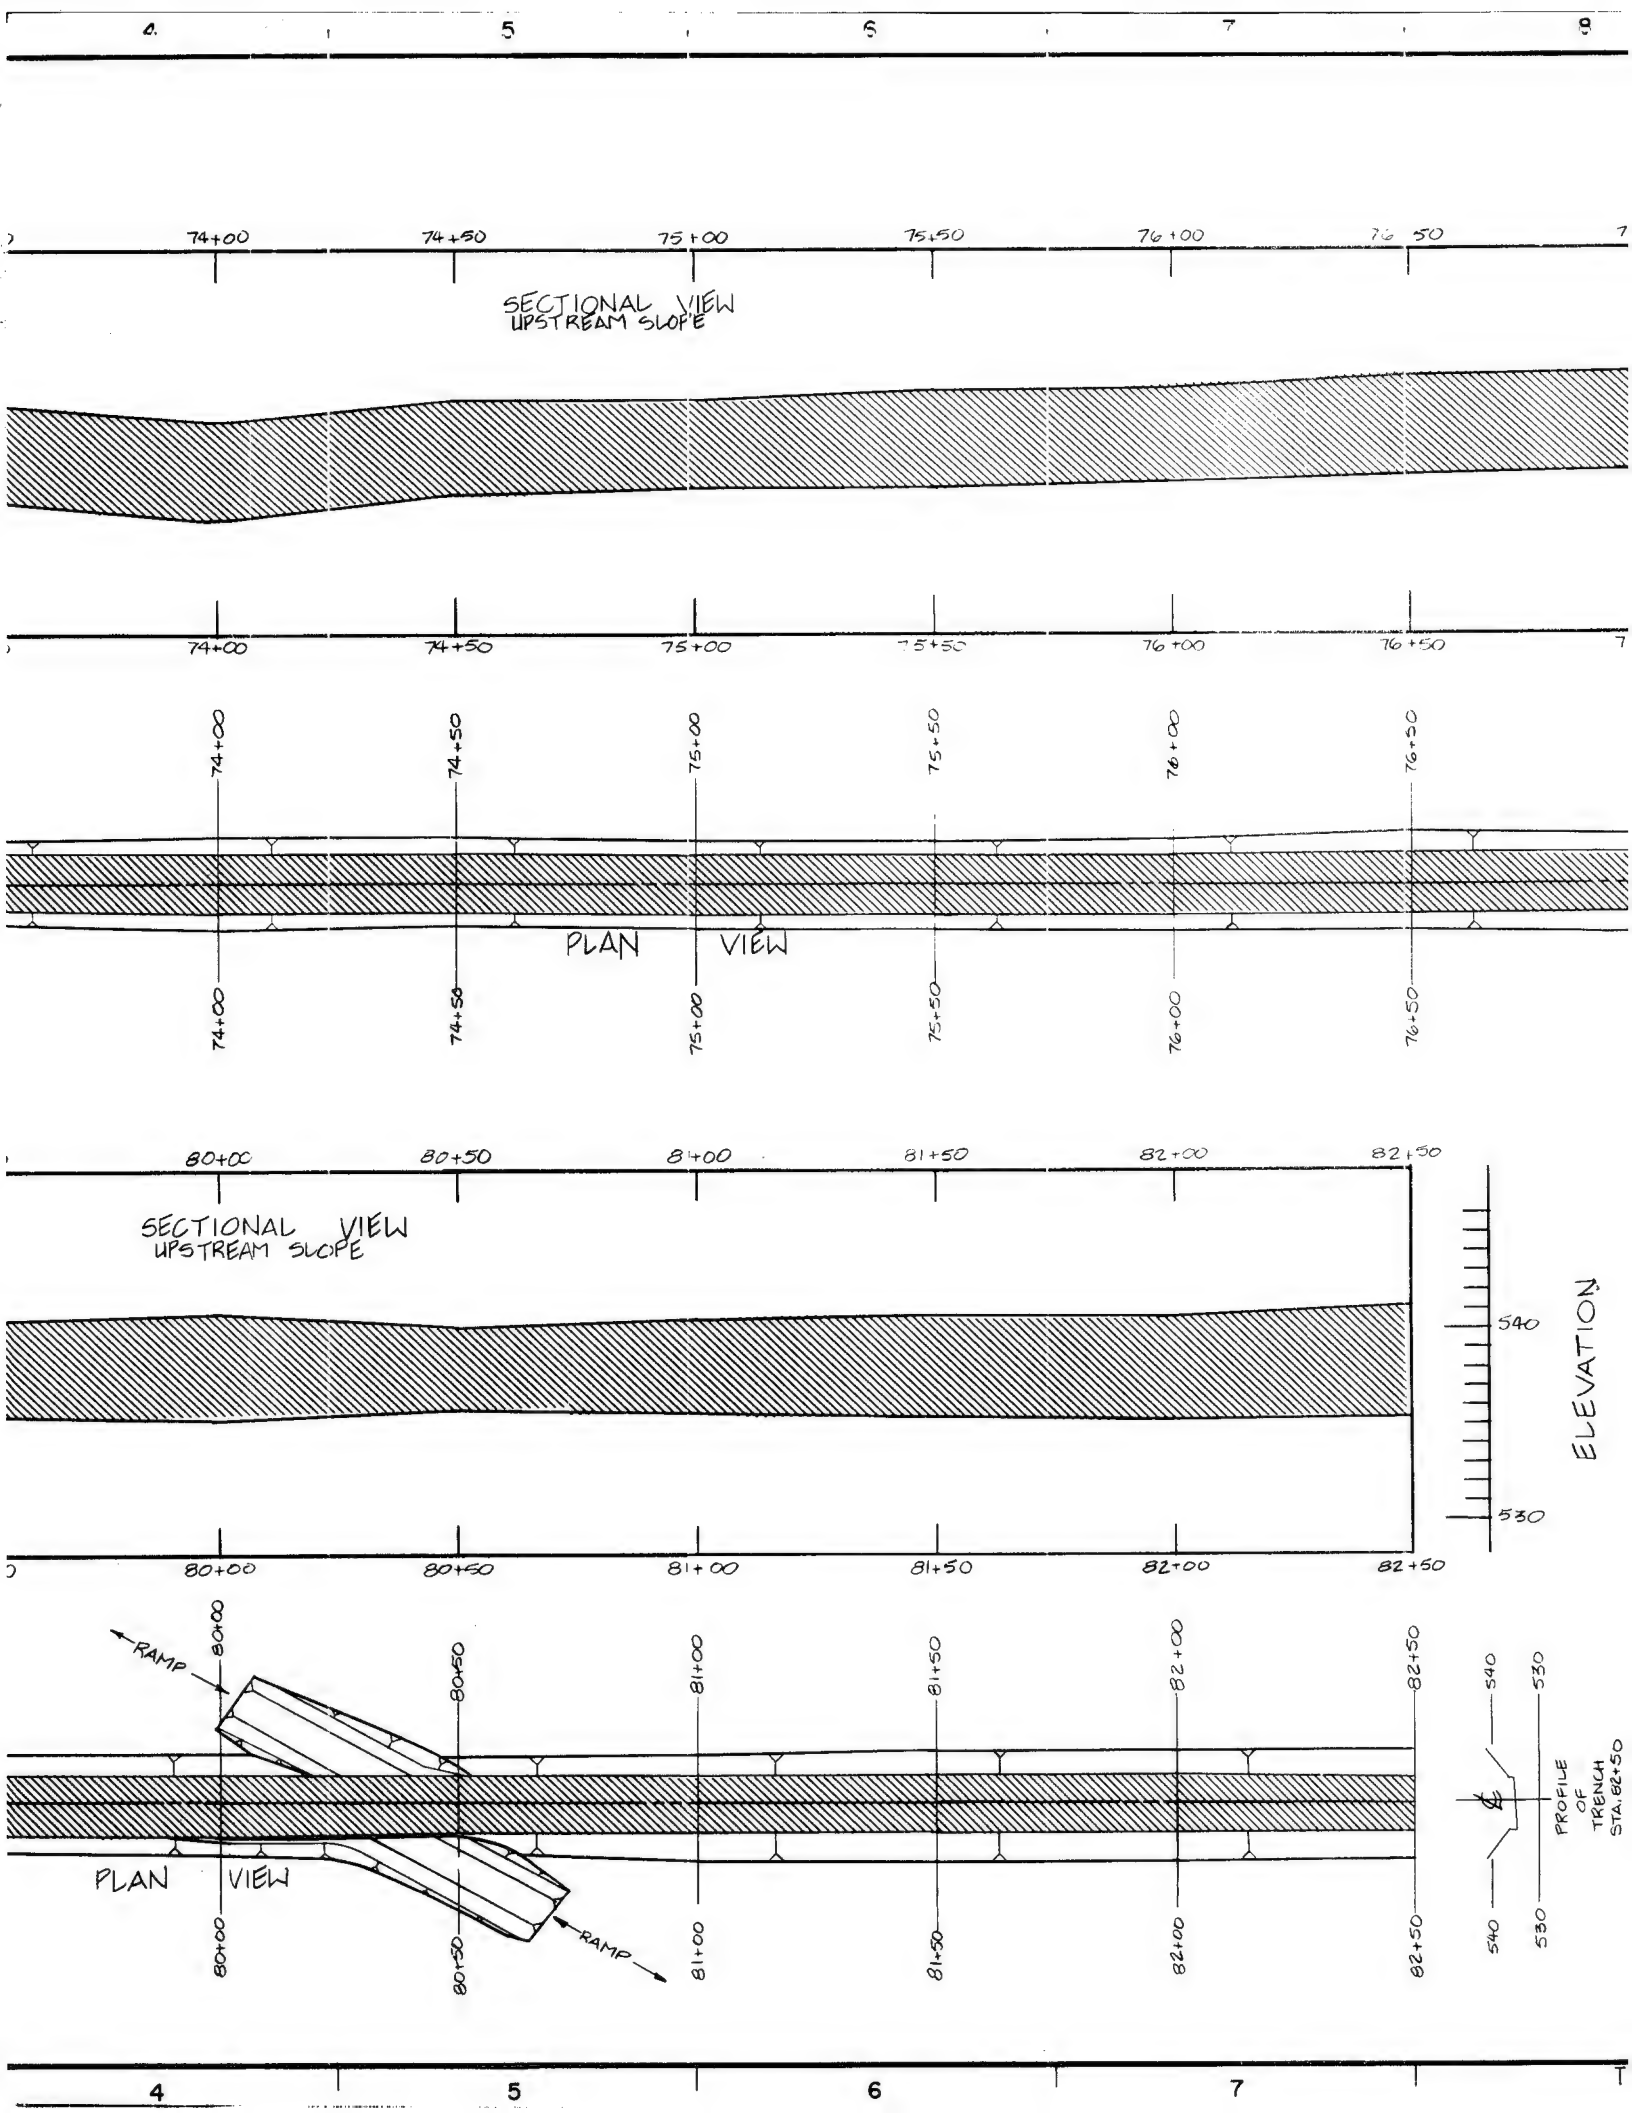 4 5 6 7 8
74+00 74+50 75+00 75+50 76+00 76 50 7
SECTIONAL VIEW
UPSTREAM SLOPE
74+00 74+50 75+00 75+50 76+00 76+50 7
74+00 74+50 75+00 75+50 76+00 76+50
PLAN VIEW
74+00 74+50 75+00 75+50 76+00 76+50
80+00 80+50 81+00 81+50 82+00 82+50
SECTIONAL VIEW
UPSTREAM SLOPE
540
ELEVATION
530
80+00 80+50 81+00 81+50 82+00 82+50
80+00 80+50 81+00 81+50 82+00 82+50
RAMP
540 530
PROFILE
OF
TRENCH
STA. 82+50
PLAN VIEW
RAMP
540 530
80+00 80+50 81+00 81+50 82+00 82+50
4 5 6 7